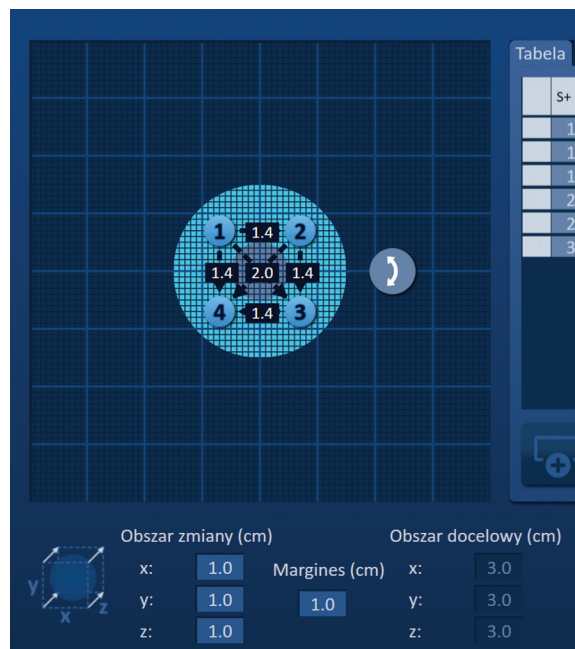 Tabela
S+
1
1
1
2
2
3
1 1.4 2
1.4 2.0 1.4
4 1.4 3
Obszar zmiany (cm)
Obszar docelowy (cm)
x: 1.0
Margines (cm)
x: 3.0
y: 1.0
1.0
y: 3.0
z: 1.0
z: 3.0
y
x
z